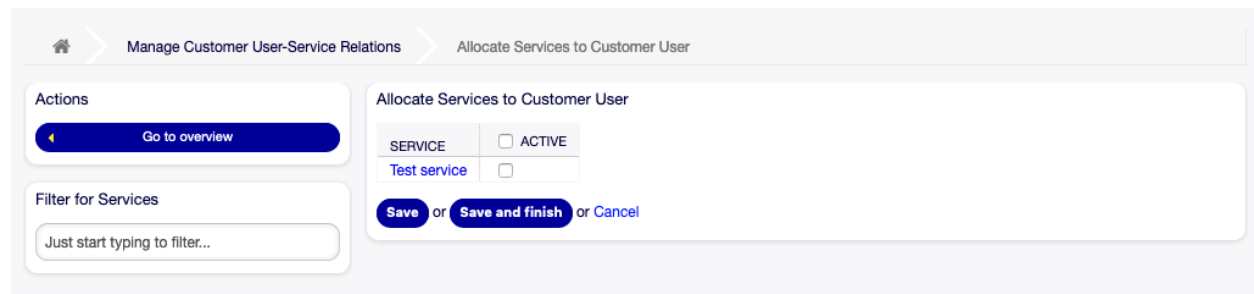 Manage Customer User-Service Relations Allocate Services to Customer User
Actions
Go to overview
Filter for Services
Just start typing to filter...
Allocate Services to Customer User
SERVICE ACTIVE
Test service
Save or Save and finish or Cancel